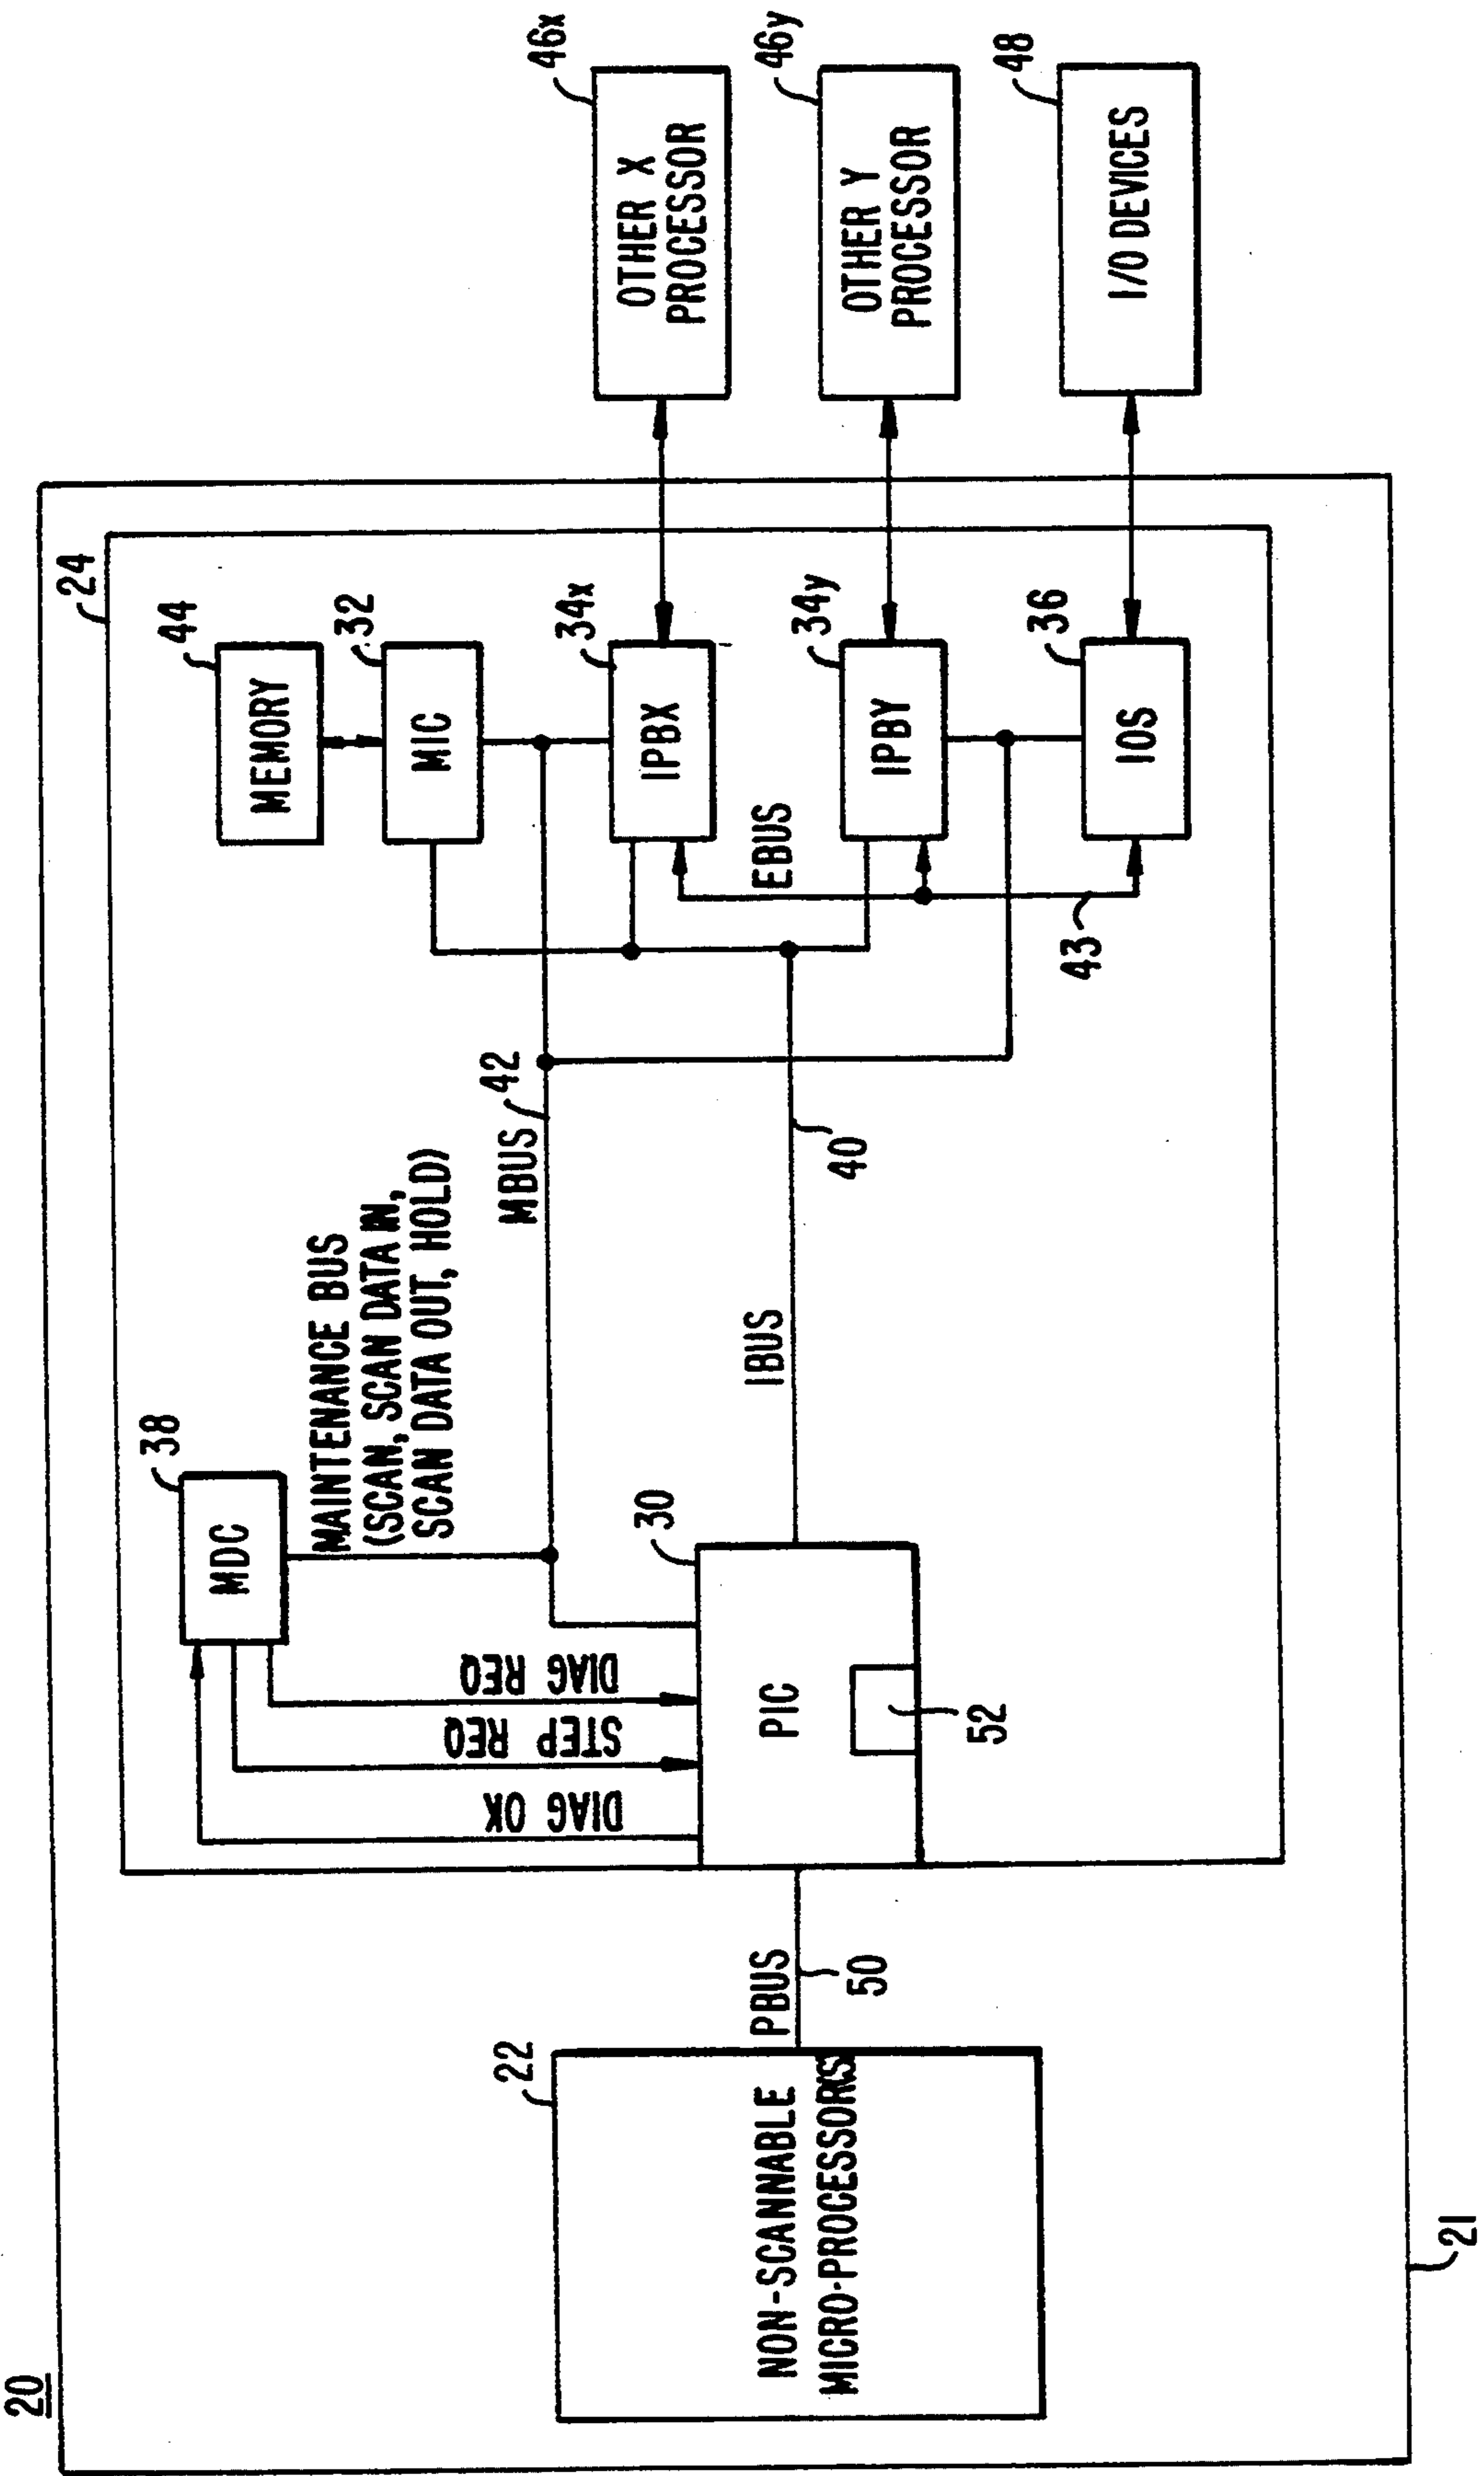 20
21
22
NON-SCANNABLE
MICRO-PROCESSOR(S)
PBUS
50
24
38
MDC
DIAG OK
STEP REQ
DIAG REQ
MAINTENANCE BUS
(SCAN, SCAN DATA IN,
SCAN DATA OUT, HOLD)
30
PIC
52
MBUS
42
IBUS
40
44
MEMORY
32
MIC
34x
IPBX
EBUS
34y
IPBY
43
36
IOS
46x
OTHER X
PROCESSOR
46y
OTHER Y
PROCESSOR
48
I/O DEVICES